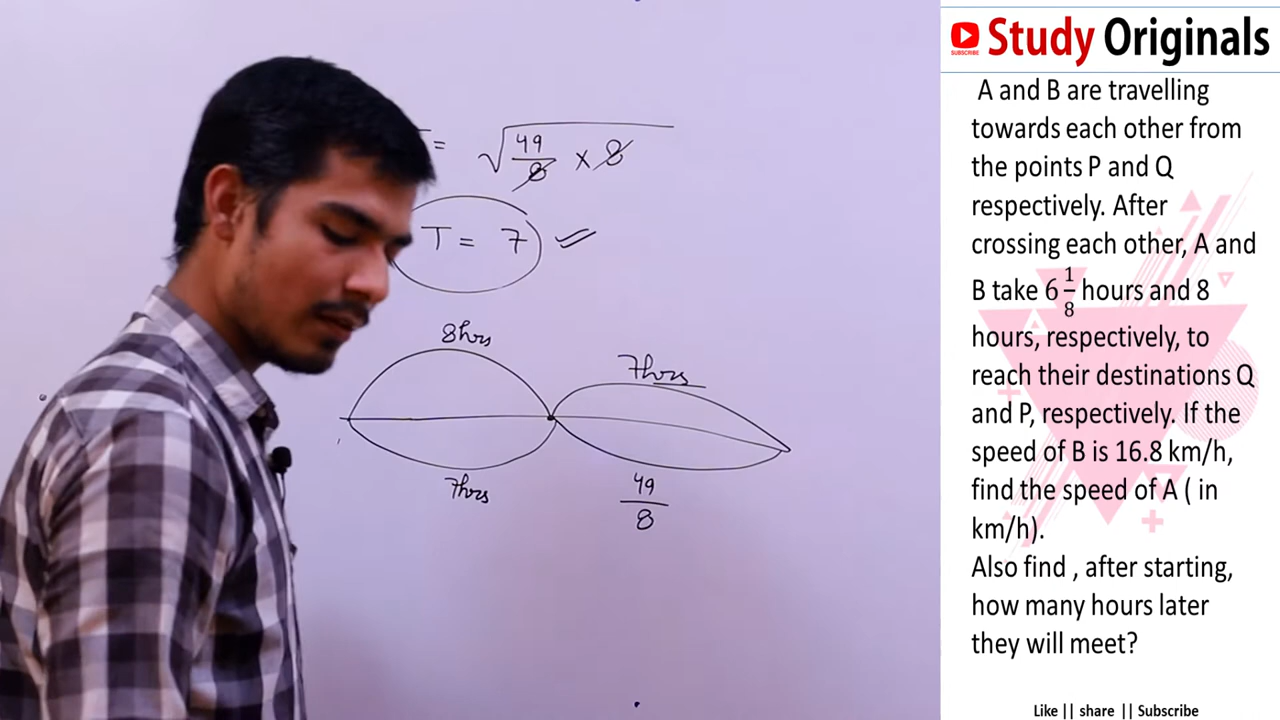 = √49/8 × 8
T = 7
8hrs
7hrs
7hrs
49/8
SUBSCRIBE
Study Originals
A and B are travelling
towards each other from
the points P and Q
respectively. After
crossing each other, A and
B take 6 1/8 hours and 8
hours, respectively, to
reach their destinations Q
and P, respectively. If the
speed of B is 16.8 km/h,
find the speed of A ( in
km/h).
Also find , after starting,
how many hours later
they will meet?
Like || share || Subscribe